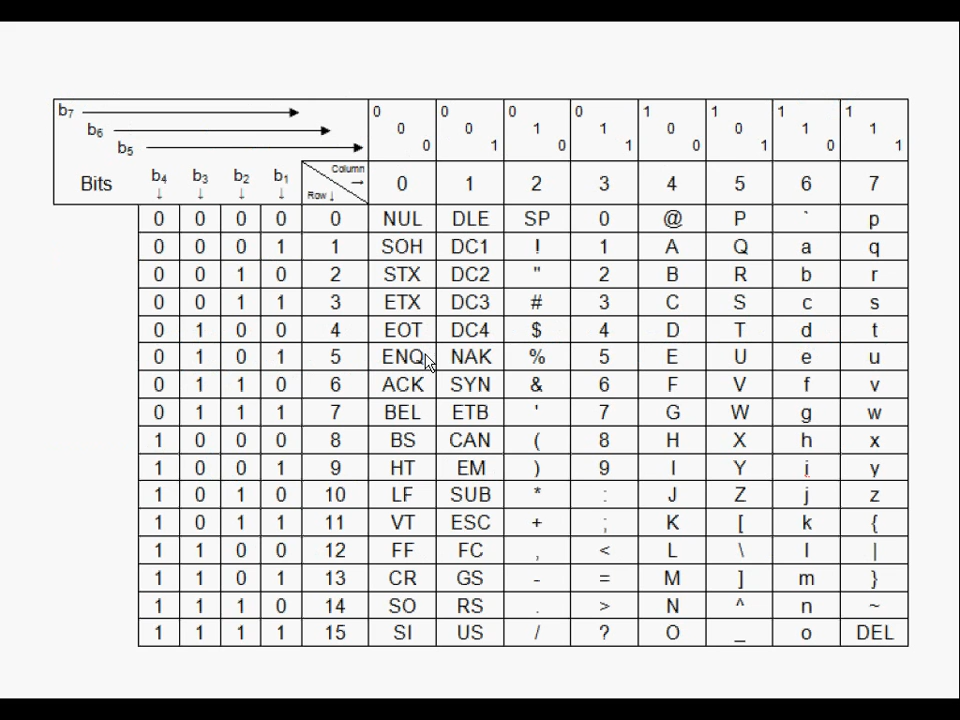 b7 0 0 0 0 1 1 1 1
b6 0 0 1 1 0 0 1 1
b5 0 1 0 1 0 1 0 1
Bits b4 ↓ b3 ↓ b2 ↓ b1 ↓ Column → Row ↓ 0 1 2 3 4 5 6 7
0 0 0 0 0 NUL DLE SP 0 @ P ` p
0 0 0 1 1 SOH DC1 ! 1 A Q a q
0 0 1 0 2 STX DC2 " 2 B R b r
0 0 1 1 3 ETX DC3 # 3 C S c s
0 1 0 0 4 EOT DC4 $ 4 D T d t
0 1 0 1 5 ENQ NAK % 5 E U e u
0 1 1 0 6 ACK SYN & 6 F V f v
0 1 1 1 7 BEL ETB ' 7 G W g w
1 0 0 0 8 BS CAN ( 8 H X h x
1 0 0 1 9 HT EM ) 9 I Y i y
1 0 1 0 10 LF SUB * : J Z j z
1 0 1 1 11 VT ESC + ; K [ k {
1 1 0 0 12 FF FC , < L \ l |
1 1 0 1 13 CR GS - = M ] m }
1 1 1 0 14 SO RS . > N ^ n ~
1 1 1 1 15 SI US / ? O _ o DEL